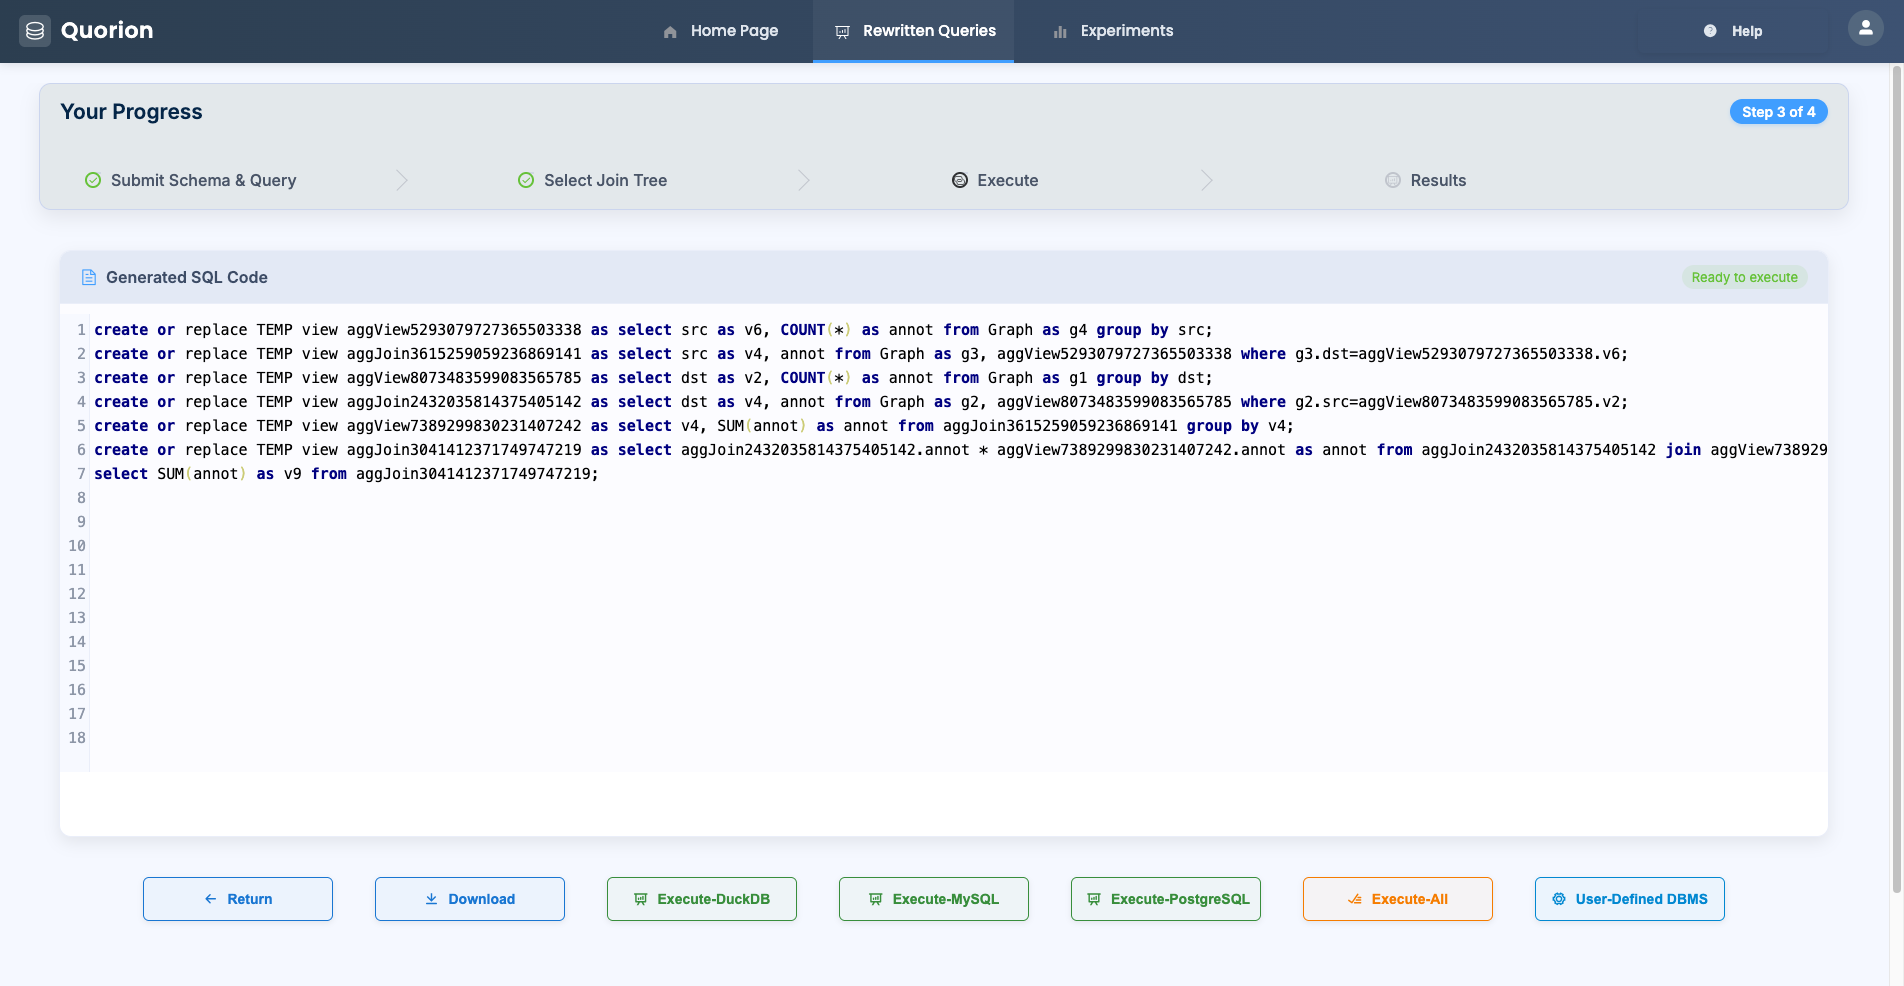 Quorion
Home Page
Rewritten Queries
Experiments
Help
Your Progress
Step 3 of 4
Submit Schema & Query
Select Join Tree
Execute
Results
Generated SQL Code
Ready to execute
1 create or replace TEMP view aggView5293079727365503338 as select src as v6, COUNT(*) as annot from Graph as g4 group by src;
2 create or replace TEMP view aggJoin3615259059236869141 as select src as v4, annot from Graph as g3, aggView5293079727365503338 where g3.dst=aggView5293079727365503338.v6;
3 create or replace TEMP view aggView8073483599083565785 as select dst as v2, COUNT(*) as annot from Graph as g1 group by dst;
4 create or replace TEMP view aggJoin2432035814375405142 as select dst as v4, annot from Graph as g2, aggView8073483599083565785 where g2.src=aggView8073483599083565785.v2;
5 create or replace TEMP view aggView7389299830231407242 as select v4, SUM(annot) as annot from aggJoin3615259059236869141 group by v4;
6 create or replace TEMP view aggJoin3041412371749747219 as select aggJoin2432035814375405142.annot * aggView7389299830231407242.annot as annot from aggJoin2432035814375405142 join aggView738929
7 select SUM(annot) as v9 from aggJoin3041412371749747219;
8
9
10
11
12
13
14
15
16
17
18
Return
Download
Execute-DuckDB
Execute-MySQL
Execute-PostgreSQL
Execute-All
User-Defined DBMS